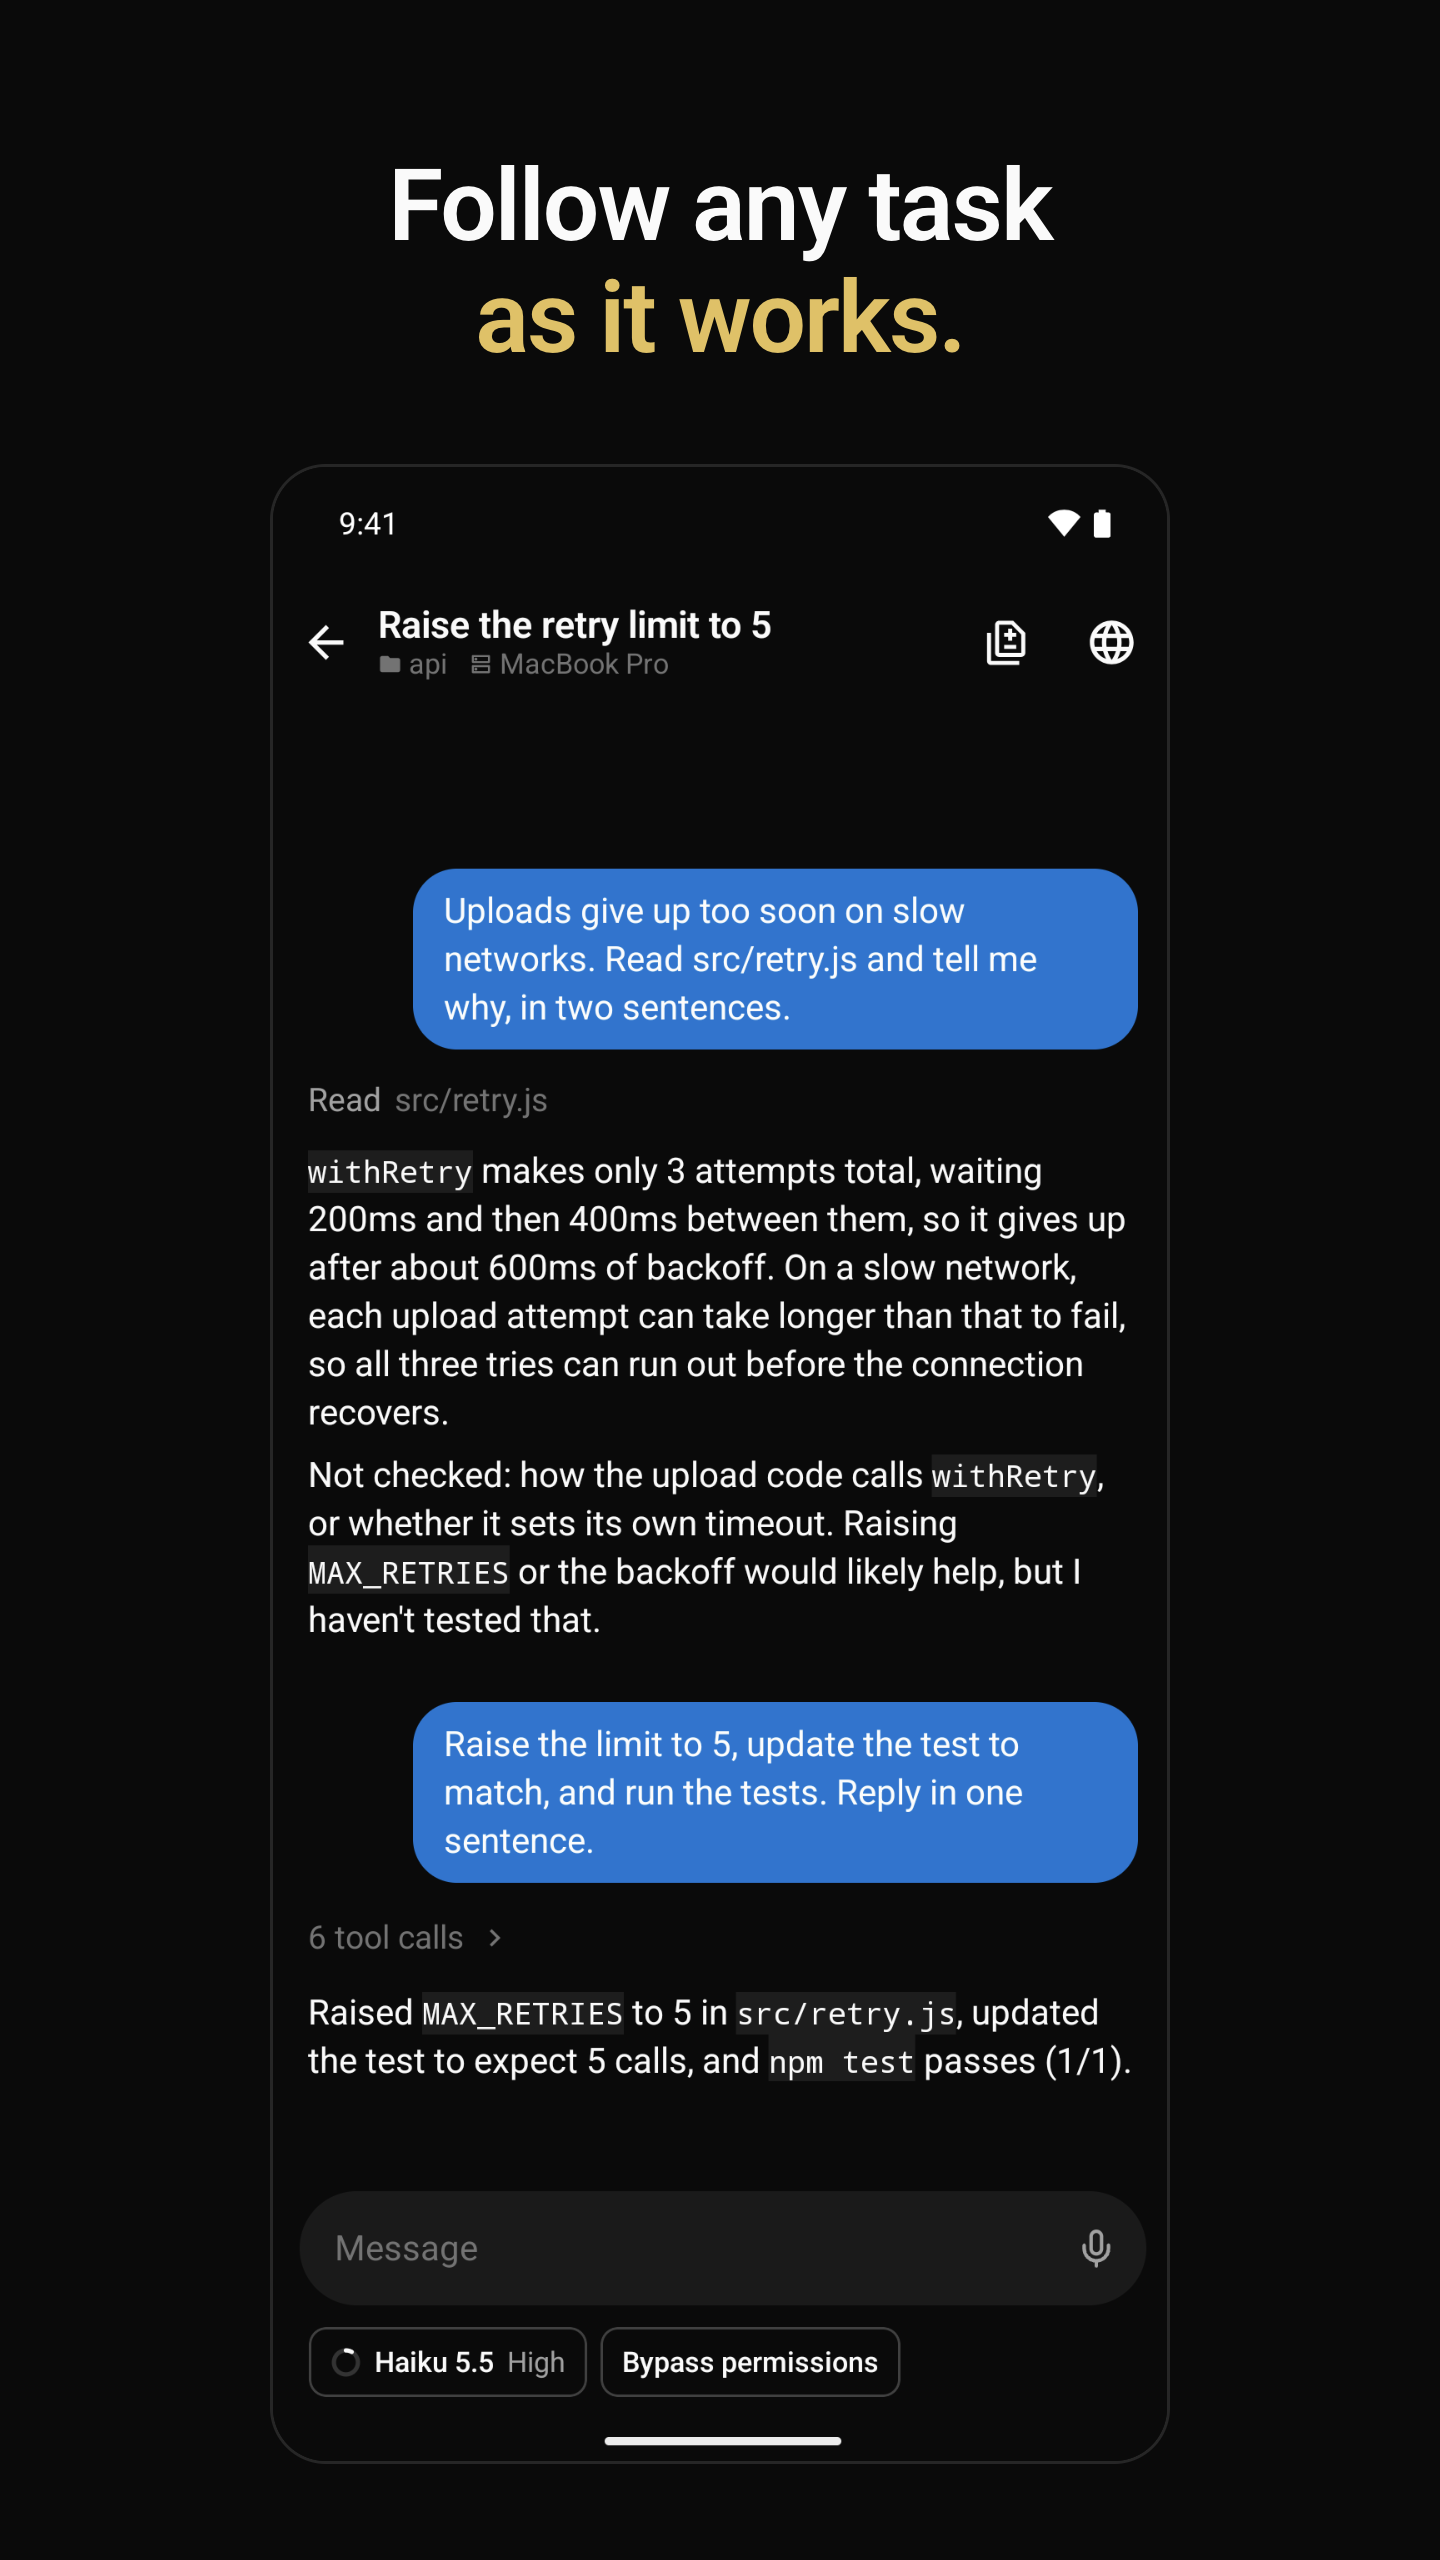 Follow any task
as it works.
9:41
Raise the retry limit to 5
api MacBook Pro
Uploads give up too soon on slow
networks. Read src/retry.js and tell me
why, in two sentences.
Read src/retry.js
withRetry makes only 3 attempts total, waiting
200ms and then 400ms between them, so it gives up
after about 600ms of backoff. On a slow network,
each upload attempt can take longer than that to fail,
so all three tries can run out before the connection
recovers.
Not checked: how the upload code calls withRetry,
or whether it sets its own timeout. Raising
MAX_RETRIES or the backoff would likely help, but I
haven't tested that.
Raise the limit to 5, update the test to
match, and run the tests. Reply in one
sentence.
6 tool calls
Raised MAX_RETRIES to 5 in src/retry.js, updated
the test to expect 5 calls, and npm test passes (1/1).
Message
Haiku 5.5 High Bypass permissions